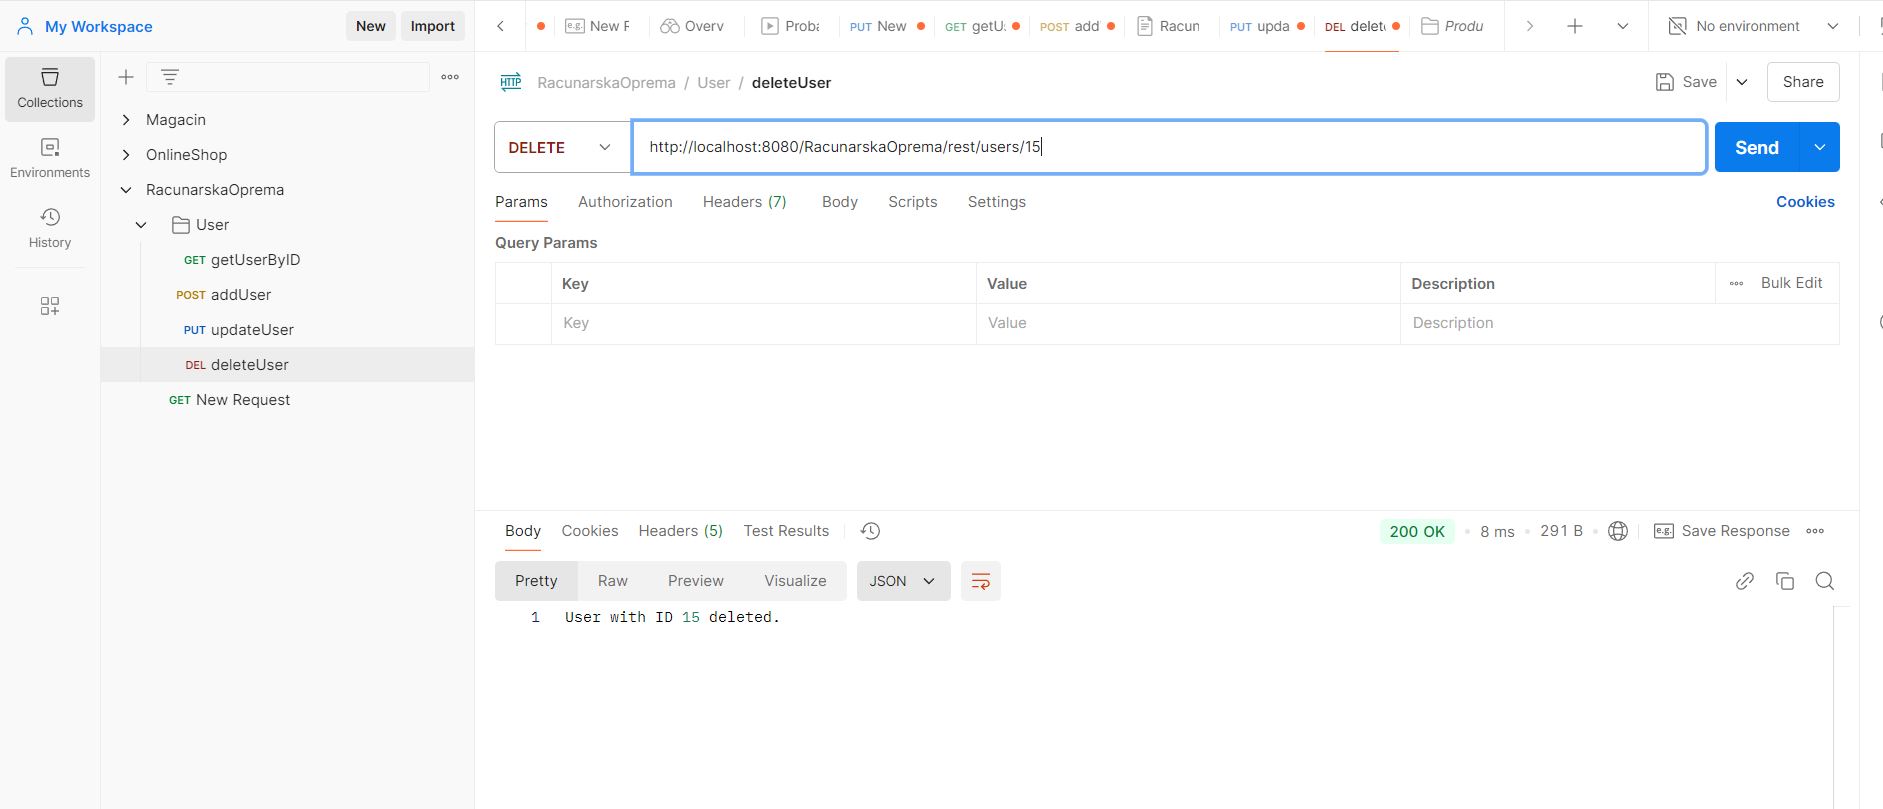 My Workspace
New
Import
New F
Overv
Proba
PUT New
GET getU
POST add
Racun
PUT upda
DEL delet
Produ
No environment
Collections
Environments
History
Magacin
OnlineShop
RacunarskaOprema
User
GET getUserByID
POST addUser
PUT updateUser
DEL deleteUser
GET New Request
HTTP RacunarskaOprema / User / deleteUser
Save
Share
DELETE
http://localhost:8080/RacunarskaOprema/rest/users/15
Send
Params Authorization Headers (7) Body Scripts Settings
Cookies
Query Params
Key Value Description Bulk Edit
Key Value Description
Body Cookies Headers (5) Test Results
200 OK 8 ms 291 B
e.g. Save Response
Pretty Raw Preview Visualize JSON
1 User with ID 15 deleted.